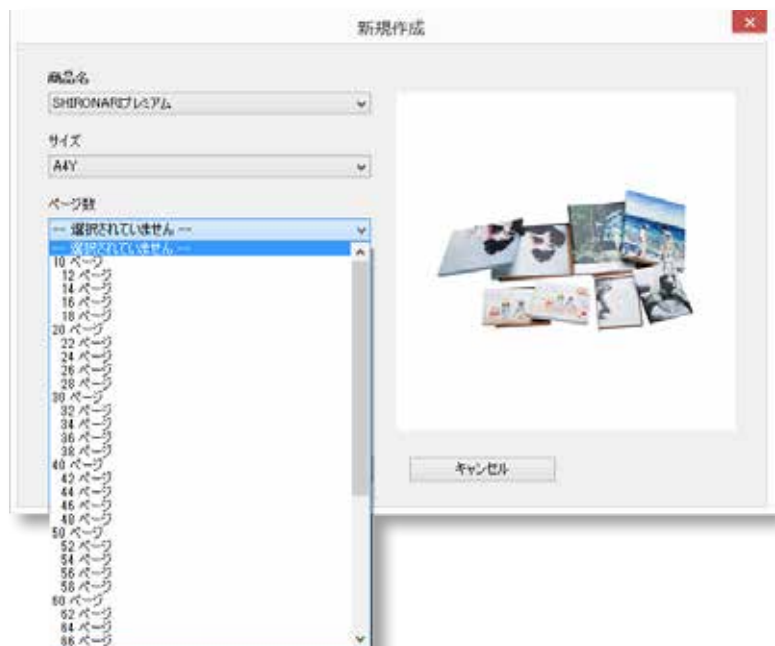 新規作成
商品名
SHIRONARIプレミアム
サイズ
A4Y
ページ数
-- 選択されていません --
-- 選択されていません --
10 ページ
12 ページ
14 ページ
16 ページ
18 ページ
20 ページ
22 ページ
24 ページ
26 ページ
28 ページ
30 ページ
32 ページ
34 ページ
36 ページ
38 ページ
40 ページ
42 ページ
44 ページ
46 ページ
48 ページ
50 ページ
52 ページ
54 ページ
56 ページ
58 ページ
60 ページ
62 ページ
64 ページ
66 ページ
キャンセル